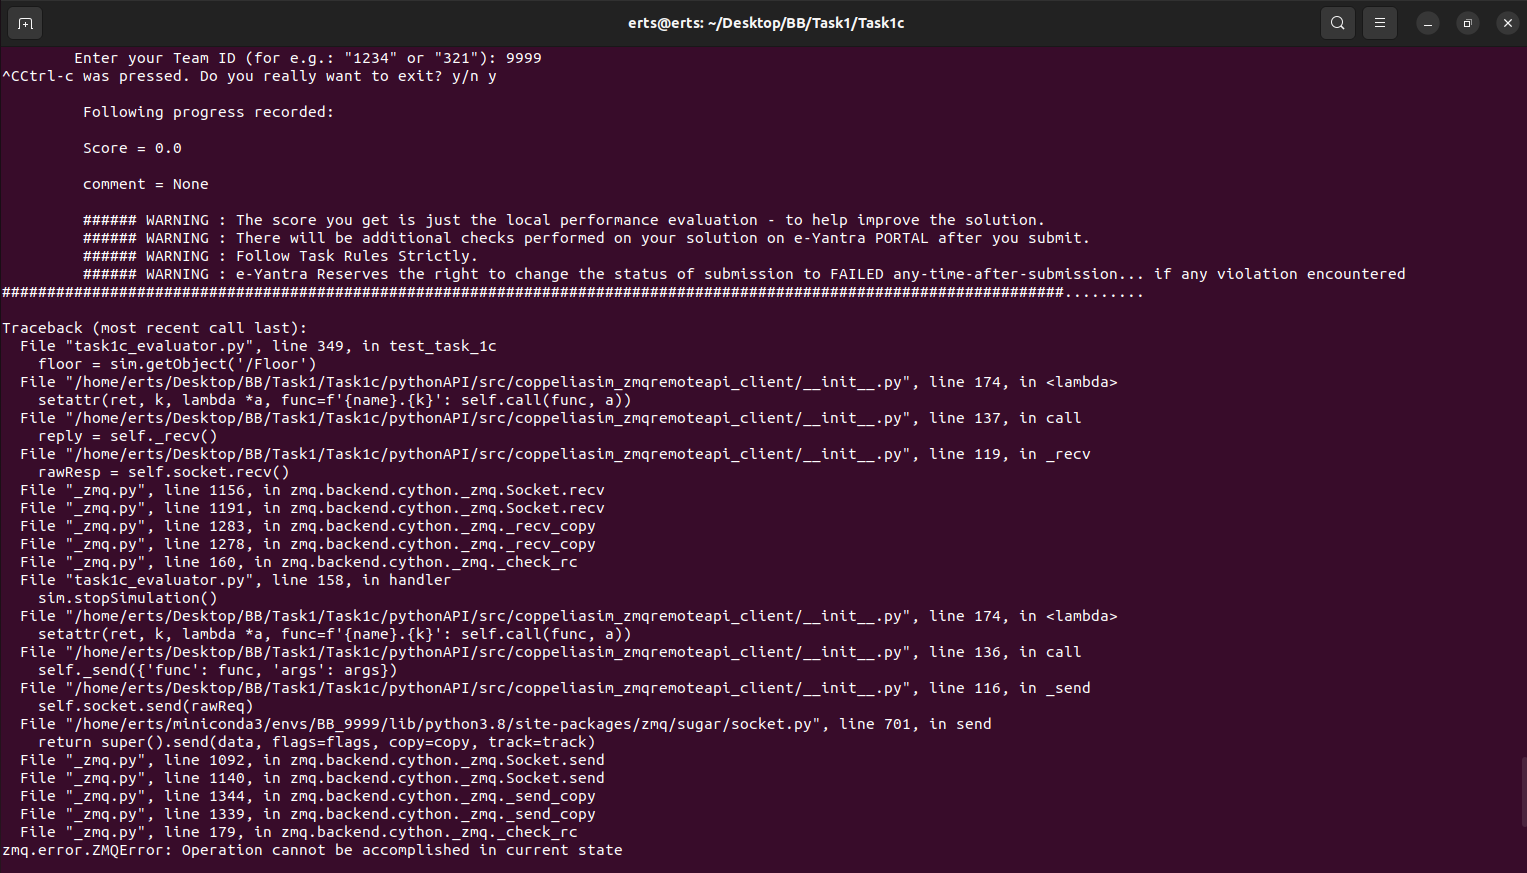 erts@erts: ~/Desktop/BB/Task1/Task1c
Enter your Team ID (for e.g.: "1234" or "321"): 9999
^CCtrl-c was pressed. Do you really want to exit? y/n y
Following progress recorded:
Score = 0.0
comment = None
###### WARNING : The score you get is just the local performance evaluation - to help improve the solution.
###### WARNING : There will be additional checks performed on your solution on e-Yantra PORTAL after you submit.
###### WARNING : Follow Task Rules Strictly.
###### WARNING : e-Yantra Reserves the right to change the status of submission to FAILED any-time-after-submission... if any violation encountered
######################################################################################################################.........
Traceback (most recent call last):
File "task1c_evaluator.py", line 349, in test_task_1c
floor = sim.getObject('/Floor')
File "/home/erts/Desktop/BB/Task1/Task1c/pythonAPI/src/coppeliasim_zmqremoteapi_client/__init__.py", line 174, in <lambda>
setattr(ret, k, lambda *a, func=f'{name}.{k}': self.call(func, a))
File "/home/erts/Desktop/BB/Task1/Task1c/pythonAPI/src/coppeliasim_zmqremoteapi_client/__init__.py", line 137, in call
reply = self._recv()
File "/home/erts/Desktop/BB/Task1/Task1c/pythonAPI/src/coppeliasim_zmqremoteapi_client/__init__.py", line 119, in _recv
rawResp = self.socket.recv()
File "_zmq.py", line 1156, in zmq.backend.cython._zmq.Socket.recv
File "_zmq.py", line 1191, in zmq.backend.cython._zmq.Socket.recv
File "_zmq.py", line 1283, in zmq.backend.cython._zmq._recv_copy
File "_zmq.py", line 1278, in zmq.backend.cython._zmq._recv_copy
File "_zmq.py", line 160, in zmq.backend.cython._zmq._check_rc
File "task1c_evaluator.py", line 158, in handler
sim.stopSimulation()
File "/home/erts/Desktop/BB/Task1/Task1c/pythonAPI/src/coppeliasim_zmqremoteapi_client/__init__.py", line 174, in <lambda>
setattr(ret, k, lambda *a, func=f'{name}.{k}': self.call(func, a))
File "/home/erts/Desktop/BB/Task1/Task1c/pythonAPI/src/coppeliasim_zmqremoteapi_client/__init__.py", line 136, in call
self._send({'func': func, 'args': args})
File "/home/erts/Desktop/BB/Task1/Task1c/pythonAPI/src/coppeliasim_zmqremoteapi_client/__init__.py", line 116, in _send
self.socket.send(rawReq)
File "/home/erts/miniconda3/envs/BB_9999/lib/python3.8/site-packages/zmq/sugar/socket.py", line 701, in send
return super().send(data, flags=flags, copy=copy, track=track)
File "_zmq.py", line 1092, in zmq.backend.cython._zmq.Socket.send
File "_zmq.py", line 1140, in zmq.backend.cython._zmq.Socket.send
File "_zmq.py", line 1344, in zmq.backend.cython._zmq._send_copy
File "_zmq.py", line 1339, in zmq.backend.cython._zmq._send_copy
File "_zmq.py", line 179, in zmq.backend.cython._zmq._check_rc
zmq.error.ZMQError: Operation cannot be accomplished in current state